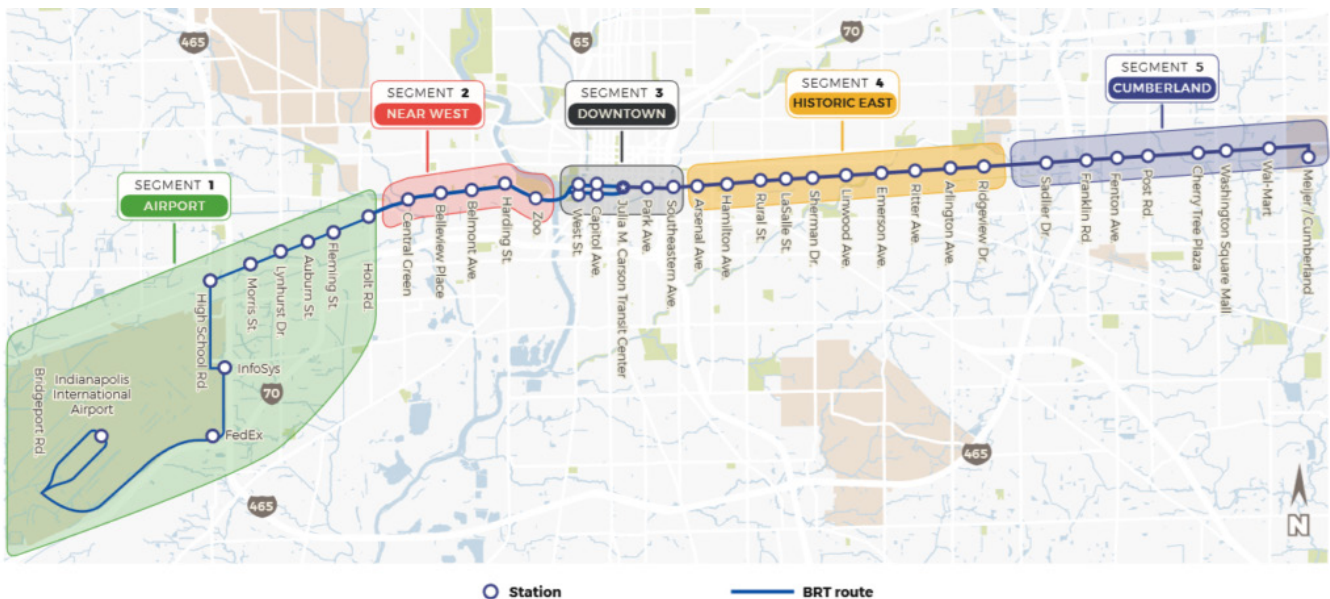 465
65
70
SEGMENT 1
AIRPORT
SEGMENT 2
NEAR WEST
SEGMENT 3
DOWNTOWN
SEGMENT 4
HISTORIC EAST
SEGMENT 5
CUMBERLAND
Bridgeport Rd.
Indianapolis
International
Airport
FedEx
InfoSys
70
High School Rd.
Morris St.
Lynhurst Dr.
Auburn St.
Fleming St.
Holt Rd.
Central Green
Belleview Place
Belmont Ave.
Harding St.
Zoo
West St.
Capitol Ave.
Julia M. Carson Transit Center
Park Ave.
Southeastern Ave.
Arsenal Ave.
Hamilton Ave.
Rural St.
LaSalle St.
Sherman Dr.
Linwood Ave.
Emerson Ave.
Ritter Ave.
Arlington Ave.
Ridgeview Dr.
Sadlier Dr.
Franklin Rd.
Fenton Ave.
Post Rd.
Cherry Tree Plaza
Washington Square Mall
Wal-Mart
Meijer / Cumberland
465
465
N
Station
BRT route